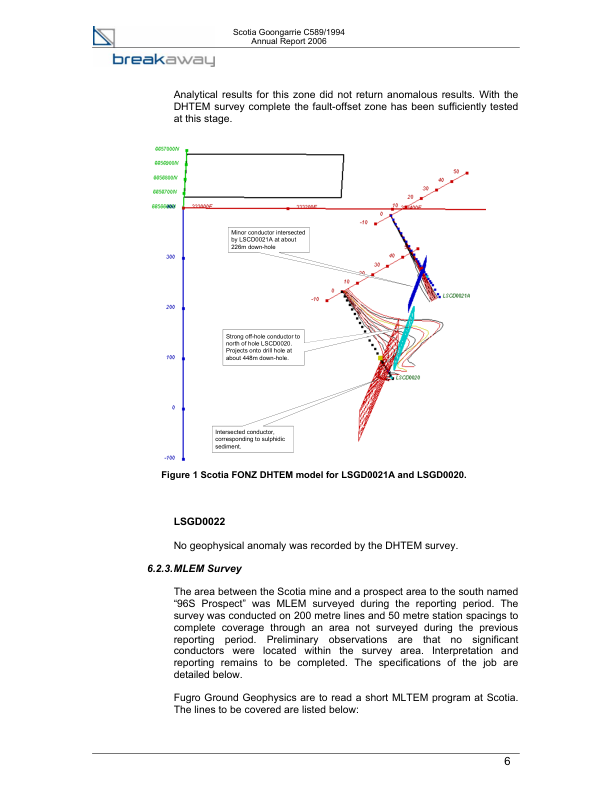 Scotia Goongarrie C589/1994
Annual Report 2006
breakaway
Analytical results for this zone did not return anomalous results. With the
DHTEM survey complete the fault-offset zone has been sufficiently tested
at this stage.
6857000N
6856900N
6856800N
6856700N
50
40
30
20
10
0
-10
Minor conductor intersected
by LSCD0021A at about
226m down-hole
300
40
30
20
10
0
-10
LSCD0021A
200
Strong off-hole conductor to
north of hole LSCD0020.
Projects onto drill hole at
about 448m down-hole.
100
LSCD0020
0
Intersected conductor,
corresponding to sulphidic
sediment.
-100
Figure 1 Scotia FONZ DHTEM model for LSGD0021A and LSGD0020.
LSGD0022
No geophysical anomaly was recorded by the DHTEM survey.
6.2.3. MLEM Survey
The area between the Scotia mine and a prospect area to the south named
“96S Prospect” was MLEM surveyed during the reporting period. The
survey was conducted on 200 metre lines and 50 metre station spacings to
complete coverage through an area not surveyed during the previous
reporting period. Preliminary observations are that no significant
conductors were located within the survey area. Interpretation and
reporting remains to be completed. The specifications of the job are
detailed below.
Fugro Ground Geophysics are to read a short MLTEM program at Scotia.
The lines to be covered are listed below:
6